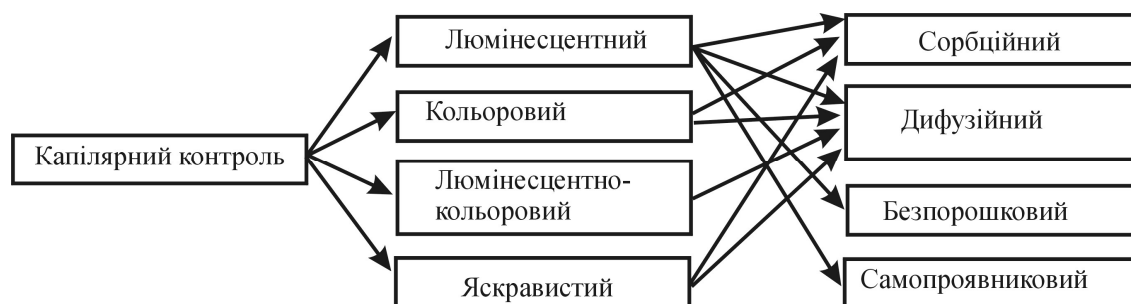 Капілярний контроль
Люмінесцентний
Кольоровий
Люмінесцентно-
кольоровий
Яскравистий
Сорбційний
Дифузійний
Безпорошковий
Самопроявниковий